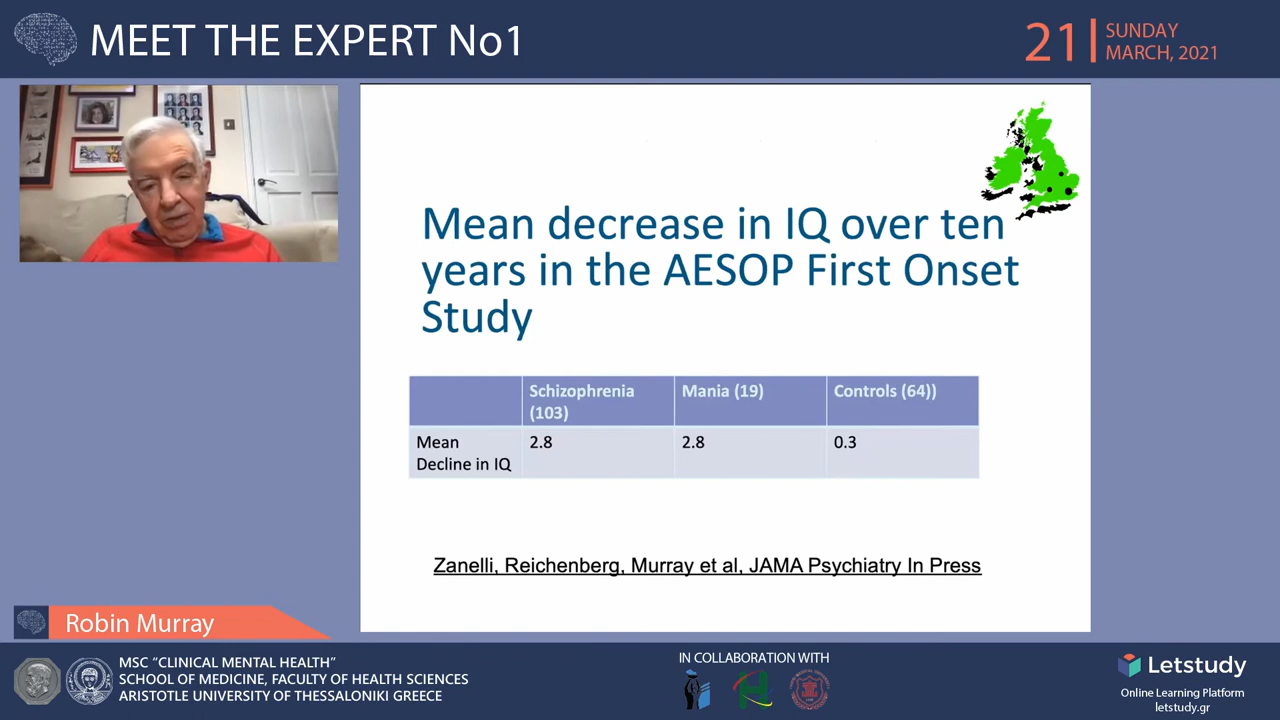 MEET THE EXPERT No1
21
SUNDAY
MARCH, 2021
Mean decrease in IQ over ten
years in the AESOP First Onset
Study
Schizophrenia
(103)
Mania (19)
Controls (64))
Mean
Decline in IQ
2.8
2.8
0.3
Zanelli, Reichenberg, Murray et al, JAMA Psychiatry In Press
Robin Murray
MSC “CLINICAL MENTAL HEALTH”
SCHOOL OF MEDICINE, FACULTY OF HEALTH SCIENCES
ARISTOTLE UNIVERSITY OF THESSALONIKI GREECE
IN COLLABORATION WITH
Letstudy
Online Learning Platform
letstudy.gr